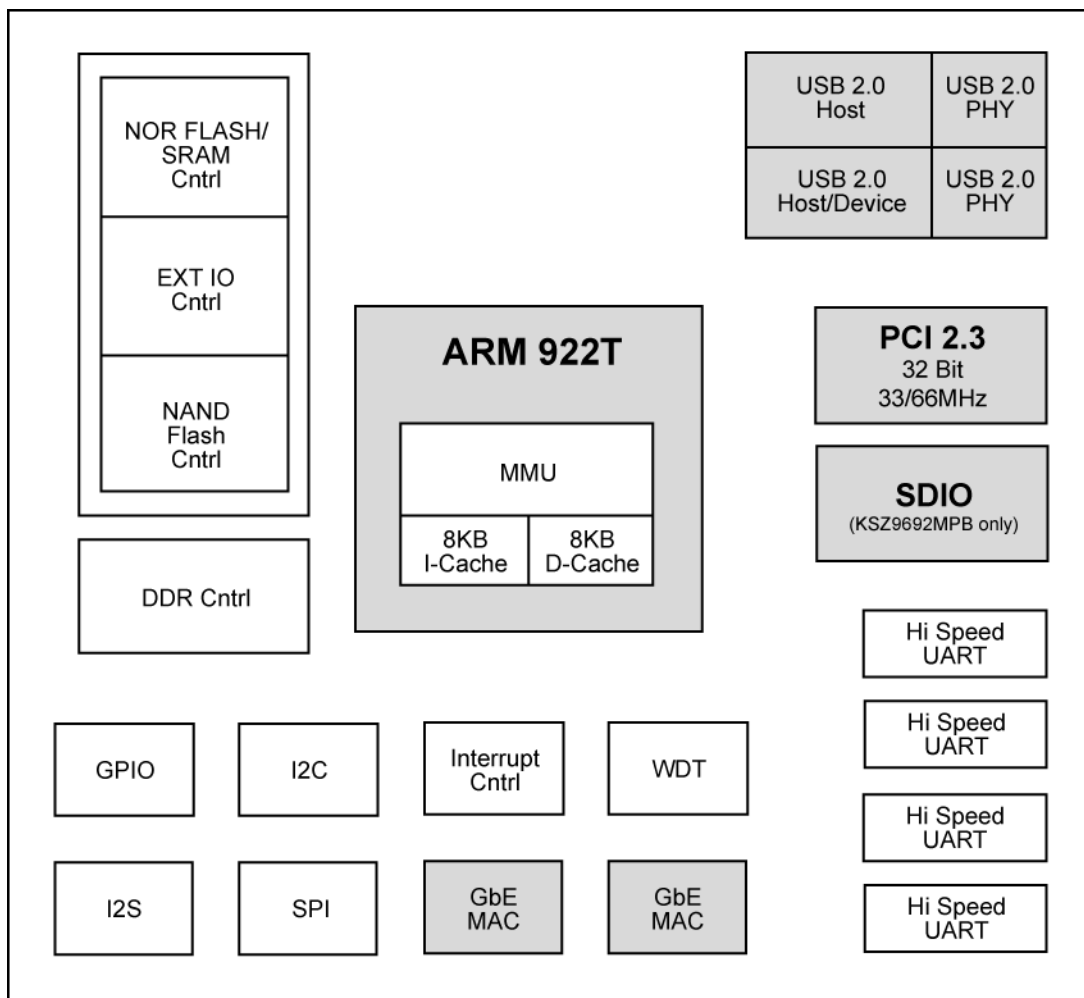 NOR FLASH/
SRAM
Cntrl
EXT IO
Cntrl
NAND
Flash
Cntrl
DDR Cntrl
USB 2.0
Host
USB 2.0
PHY
USB 2.0
Host/Device
USB 2.0
PHY
ARM 922T
MMU
8KB
I-Cache
8KB
D-Cache
PCI 2.3
32 Bit
33/66MHz
SDIO
(KSZ9692MPB only)
Hi Speed
UART
Hi Speed
UART
Hi Speed
UART
Hi Speed
UART
GPIO
I2C
Interrupt
Cntrl
WDT
I2S
SPI
GbE
MAC
GbE
MAC